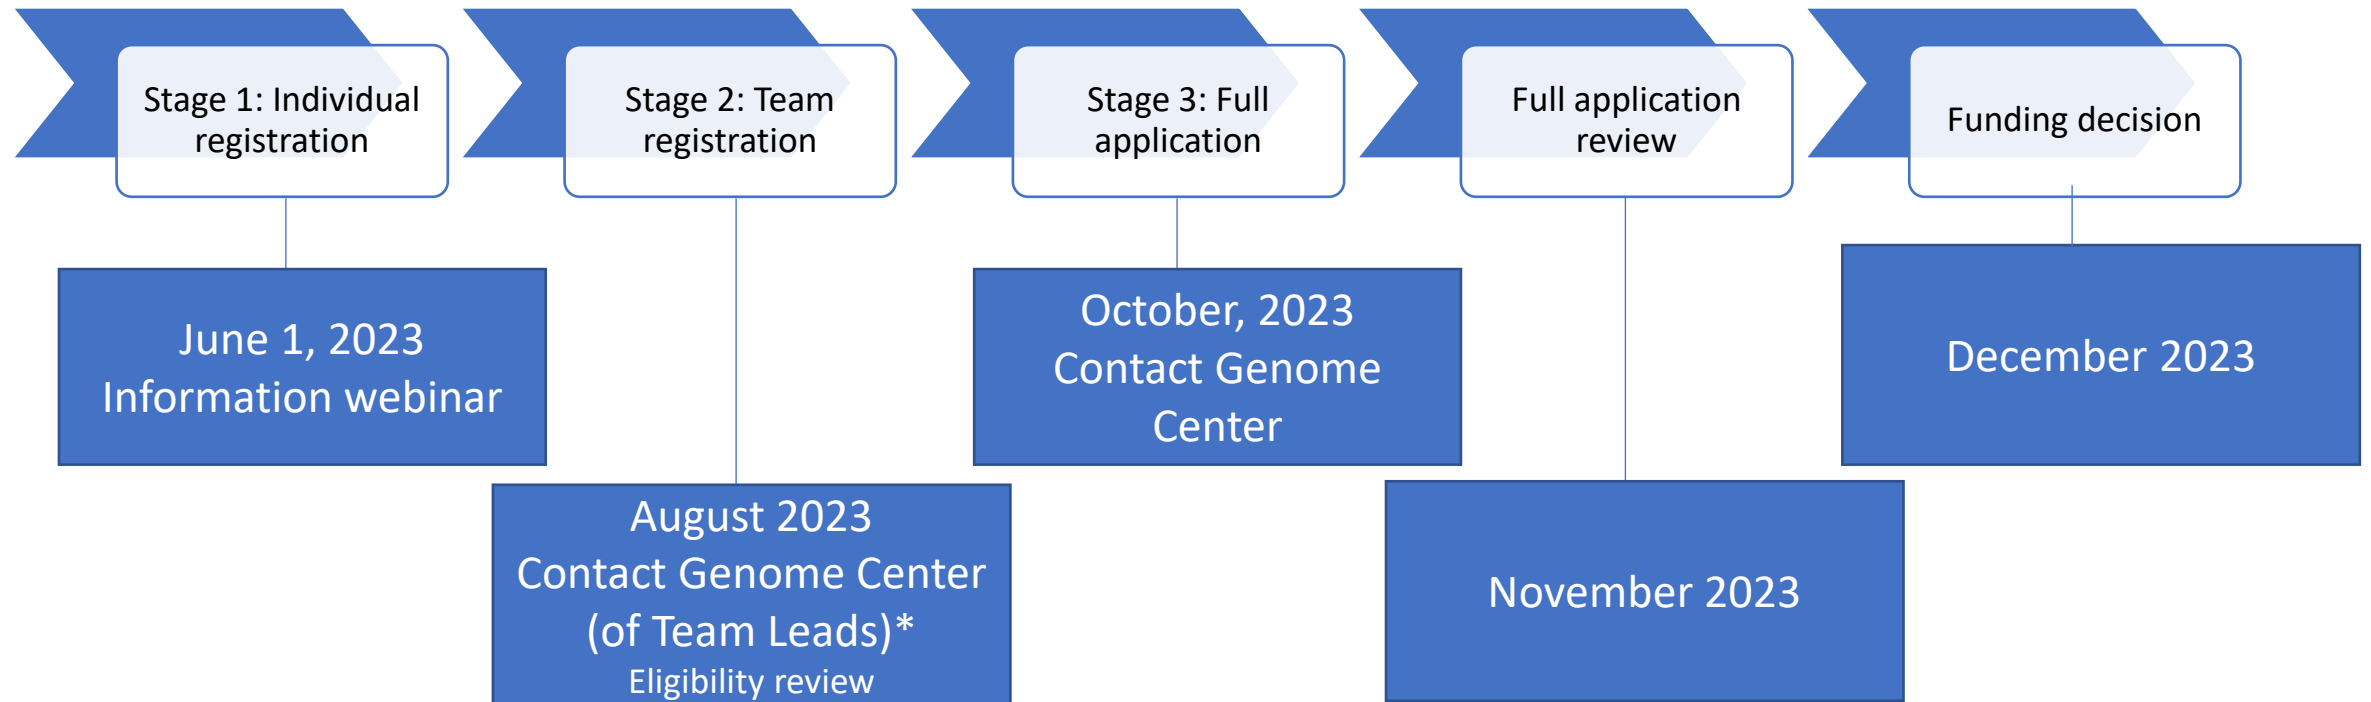 Stage 1: Individual
registration
Stage 2: Team
registration
Stage 3: Full
application
Full application
review
Funding decision
June 1, 2023
Information webinar
August 2023
Contact Genome Center
(of Team Leads)*
Eligibility review
October, 2023
Contact Genome
Center
November 2023
December 2023